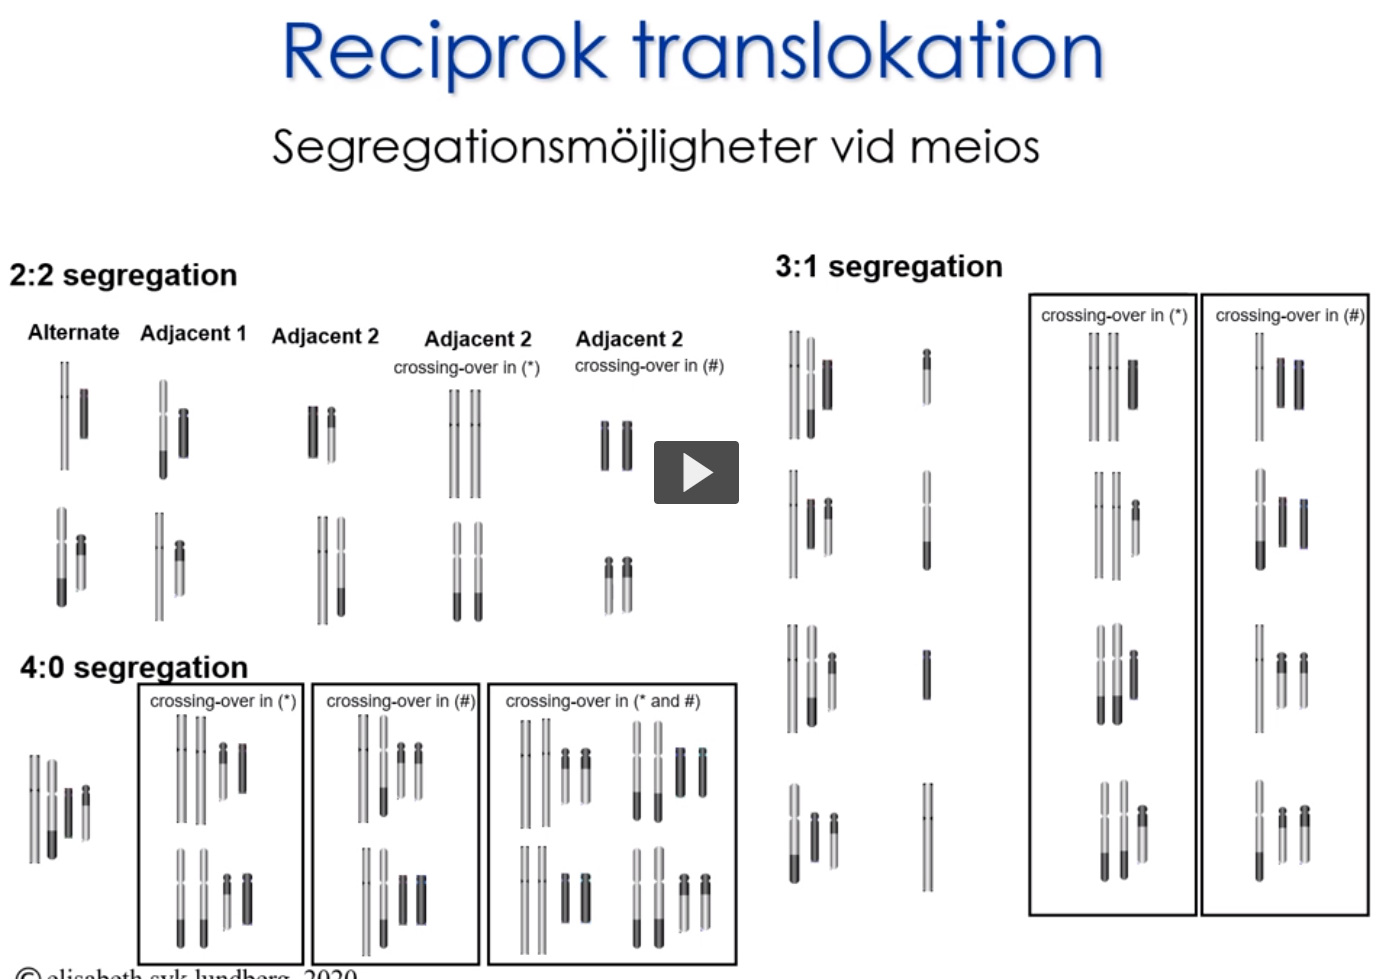 Reciprok translokation
Segregationsmöjligheter vid meios
2:2 segregation
Alternate
Adjacent 1
Adjacent 2
Adjacent 2
crossing-over in (*)
Adjacent 2
crossing-over in (#)
4:0 segregation
crossing-over in (*)
crossing-over in (#)
crossing-over in (* and #)
3:1 segregation
crossing-over in (*)
crossing-over in (#)
© elisabeth syk lundberg 2020